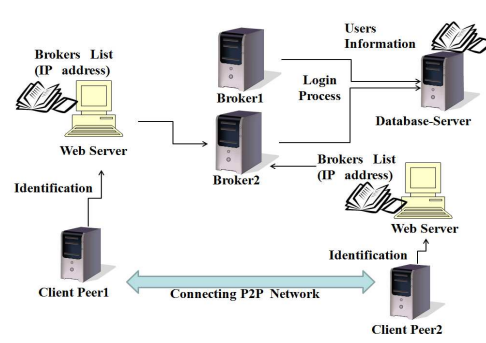 Brokers List
(IP address)
Web Server
Identification
Client Peer1
Broker1
Broker2
Users
Information
Login
Process
Database-Server
Brokers List
(IP address)
Web Server
Identification
Client Peer2
Connecting P2P Network